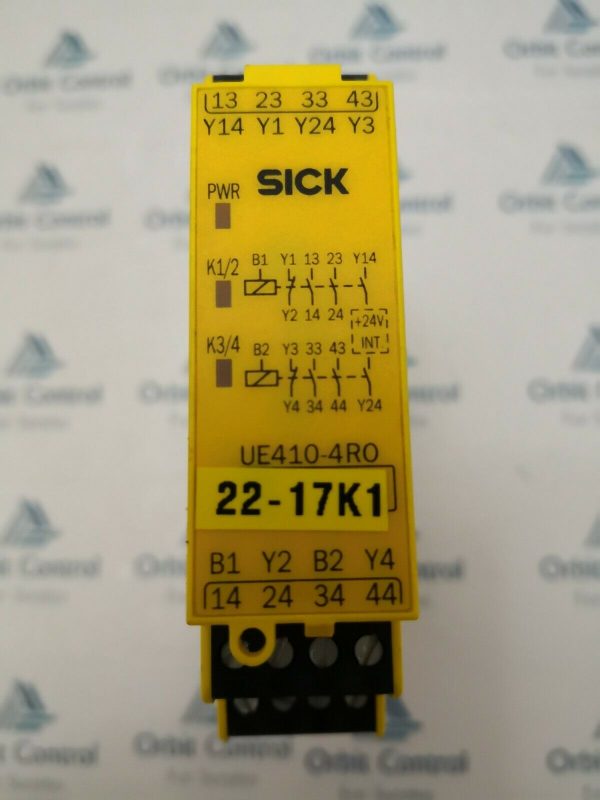 13 23 33 43
Y14 Y1 Y24 Y3
SICK
PWR
K1/2
B1 Y1 13 23 Y14
Y2 14 24
+24V
INT
K3/4
B2 Y3 33 43
Y4 34 44 Y24
UE410-4RO
22-17K1
B1 Y2 B2 Y4
14 24 34 44
Orbit Control